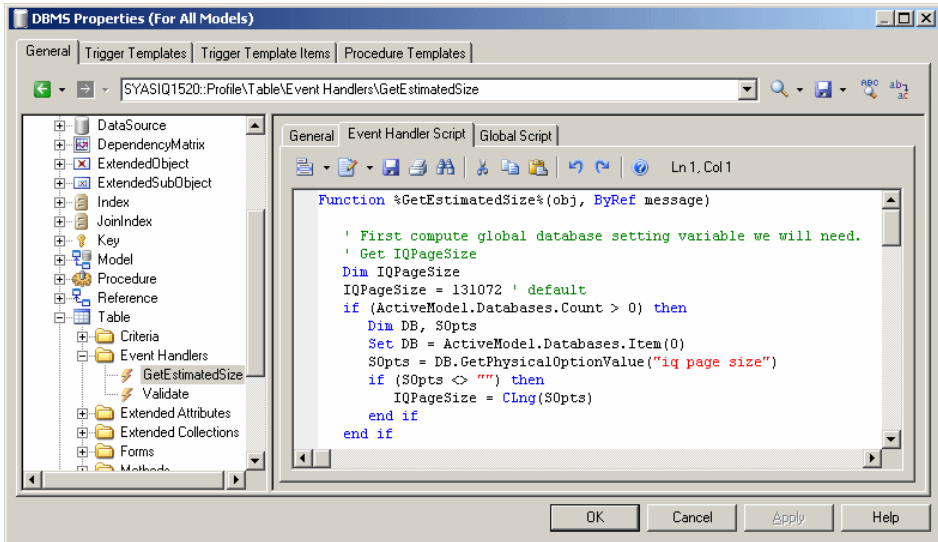 DBMS Properties (For All Models)
General Trigger Templates Trigger Template Items Procedure Templates
SYASIQ1520::Profile\Table\Event Handlers\GetEstimatedSize
ABC ab ac
DataSource
DependencyMatrix
ExtendedObject
ExtendedSubObject
Index
JoinIndex
Key
Model
Procedure
Reference
Table
Criteria
Event Handlers
GetEstimatedSize
Validate
Extended Attributes
Extended Collections
Forms
Methods
General Event Handler Script Global Script
Ln 1, Col 1
Function %GetEstimatedSize%(obj, ByRef message)
' First compute global database setting variable we will need.
' Get IQPageSize
Dim IQPageSize
IQPageSize = 131072 ' default
if (ActiveModel.Databases.Count > 0) then
Dim DB, SOpts
Set DB = ActiveModel.Databases.Item(0)
SOpts = DB.GetPhysicalOptionValue("iq page size")
if (SOpts <> "") then
IQPageSize = CLng(SOpts)
end if
end if
OK Cancel Apply Help